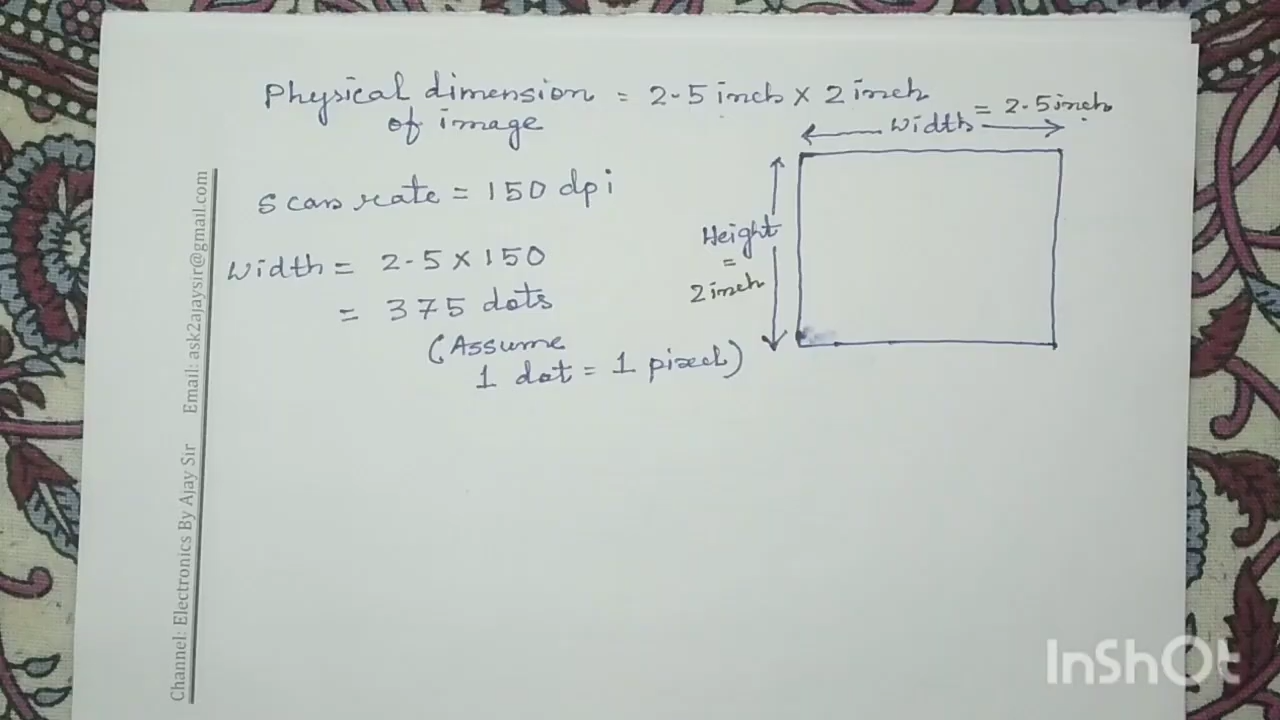 Physical dimension = 2.5 inch × 2 inch
of image
Width = 2.5 inch
Scan rate = 150 dpi
Height
=
2 inch
Width = 2.5 × 150
= 375 dots
(Assume
1 dot = 1 pixel)
Channel: Electronics By Ajay Sir Email: ask2ajaysir@gmail.com
InShOt